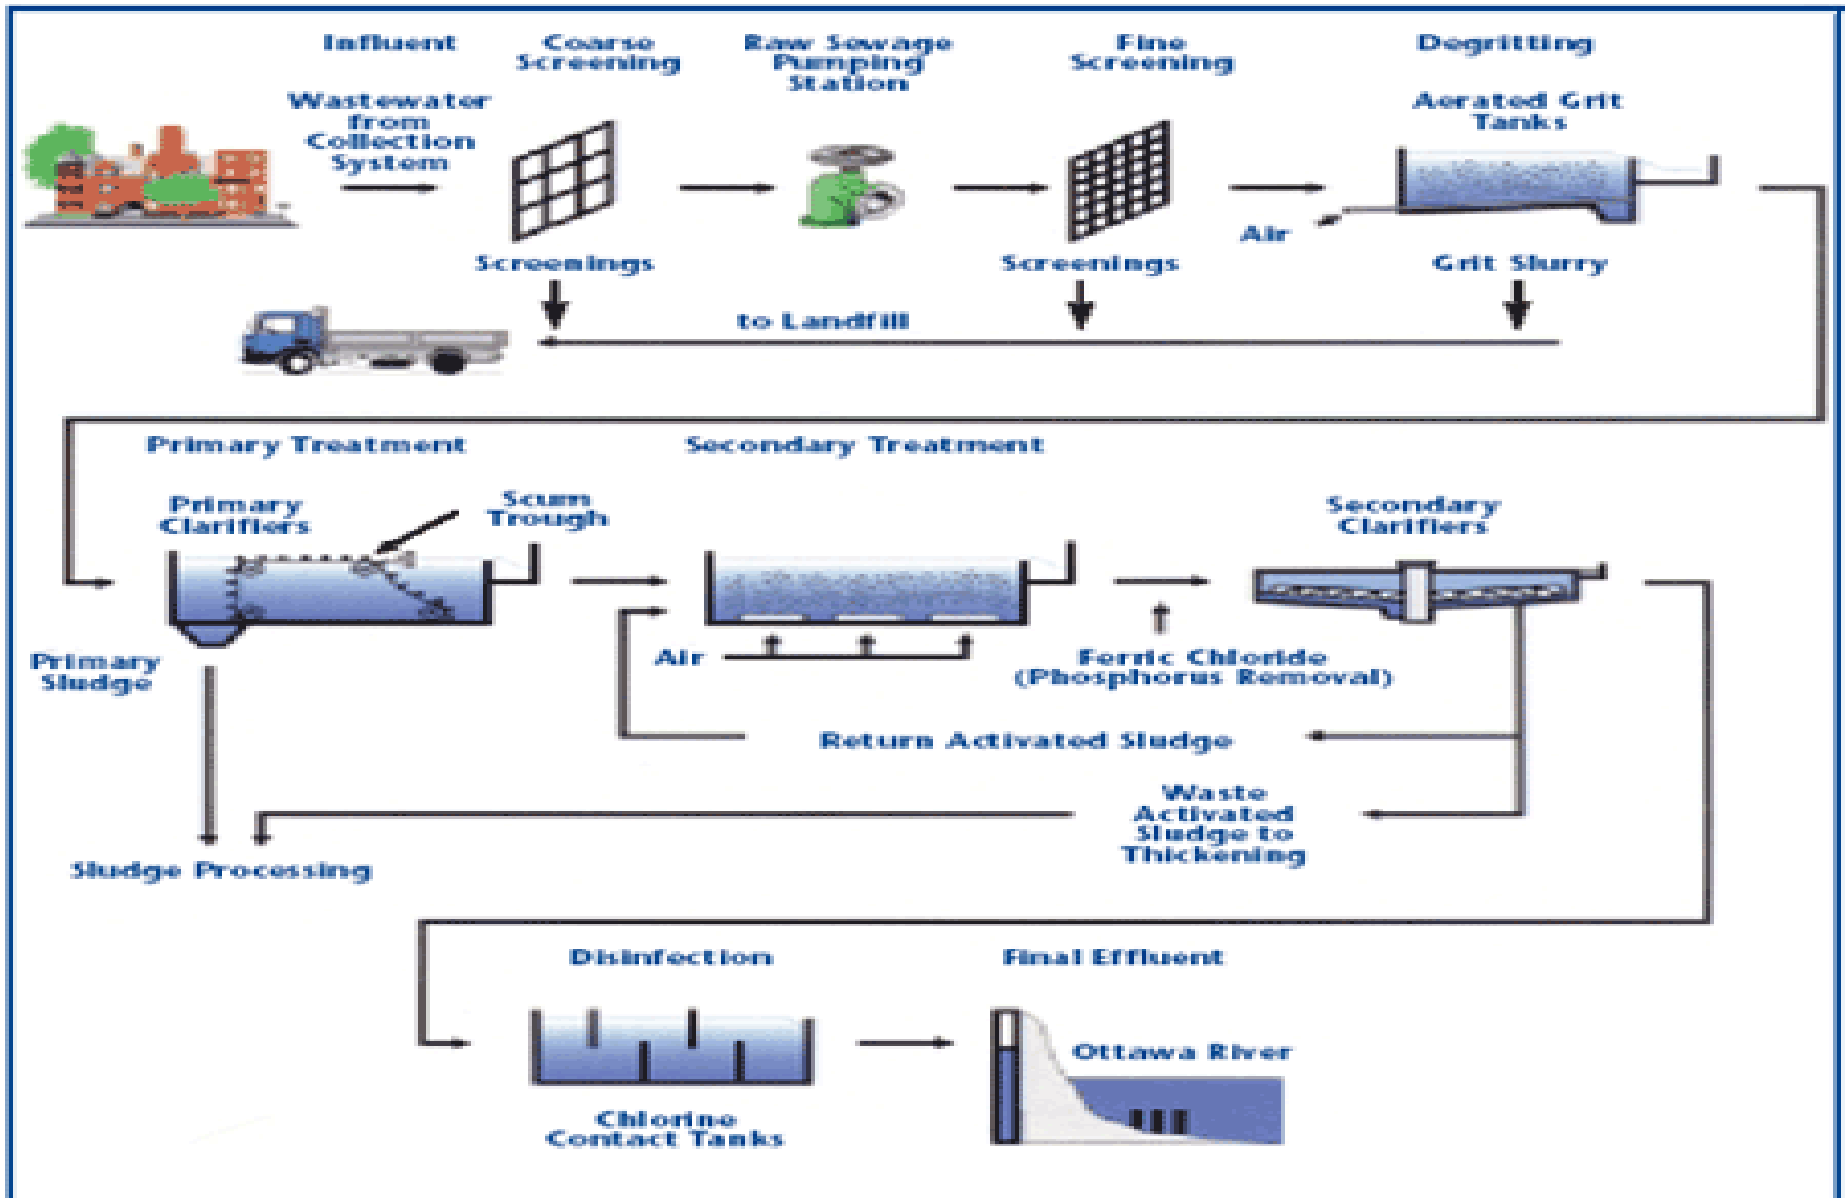 Influent
Coarse
Screening
Raw Sewage
Pumping
Station
Fine
Screening
Degritting
Wastewater
from
Collection
System
Aerated Grit
Tanks
Air
Screenings
Screenings
Grit Slurry
to Landfill
Primary Treatment
Secondary Treatment
Primary
Clarifiers
Scum
Trough
Secondary
Clarifiers
Primary
Sludge
Air
Ferric Chloride
(Phosphorus Removal)
Return Activated Sludge
Waste
Activated
Sludge to
Thickening
Sludge Processing
Disinfection
Final Effluent
Ottawa River
Chlorine
Contact Tanks